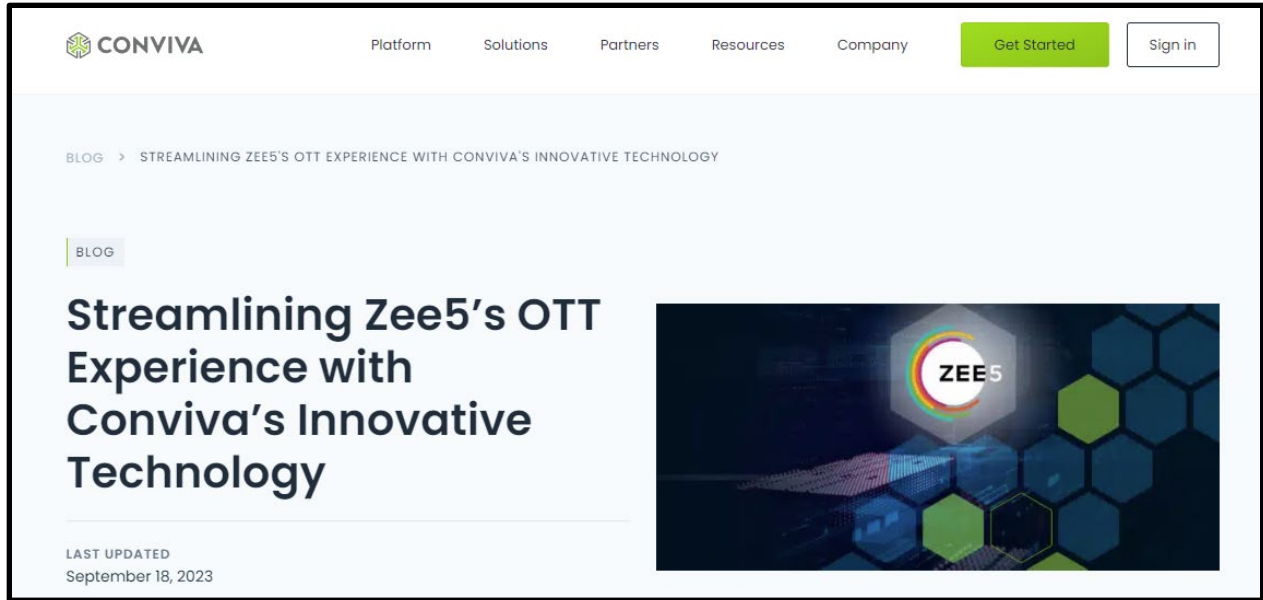 CONVIVA
Platform Solutions Partners Resources Company Get Started Sign in
BLOG > STREAMLINING ZEE5'S OTT EXPERIENCE WITH CONVIVA'S INNOVATIVE TECHNOLOGY
BLOG
Streamlining Zee5’s OTT
Experience with
Conviva’s Innovative
Technology
ZEE5
LAST UPDATED
September 18, 2023